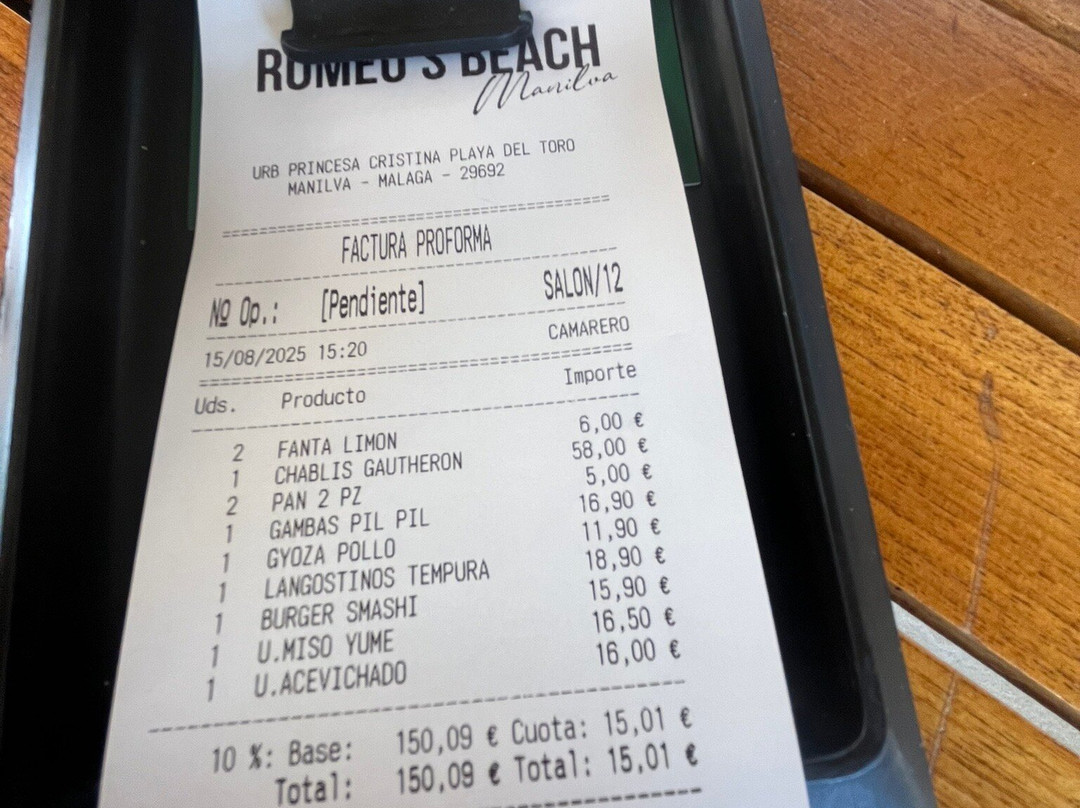 ROMEO'S BEACH
Manilva
URB PRINCESA CRISTINA PLAYA DEL TORO
MANILVA - MALAGA - 29692
FACTURA PROFORMA
Nº Op.: [Pendiente] SALON/12
15/08/2025 15:20 CAMARERO
Uds. Producto Importe
2 FANTA LIMON 6,00 €
1 CHABLIS GAUTHERON 58,00 €
2 PAN 2 PZ 5,00 €
1 GAMBAS PIL PIL 16,90 €
1 GYOZA POLLO 11,90 €
1 LANGOSTINOS TEMPURA 18,90 €
1 BURGER SMASHI 15,90 €
1 U.MISO YUME 16,50 €
1 U.ACEVICHADO 16,00 €
10 %: Base: 150,09 € Cuota: 15,01 €
Total: 150,09 € Total: 15,01 €